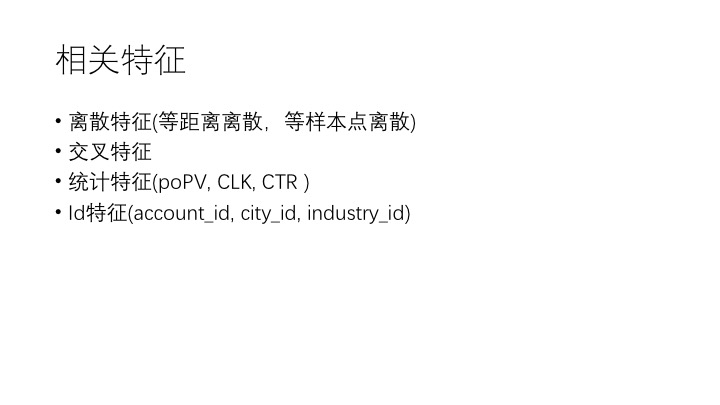 相关特征
• 离散特征(等距离离散，等样本点离散)
• 交叉特征
• 统计特征(poPV, CLK, CTR )
• Id特征(account_id, city_id, industry_id)